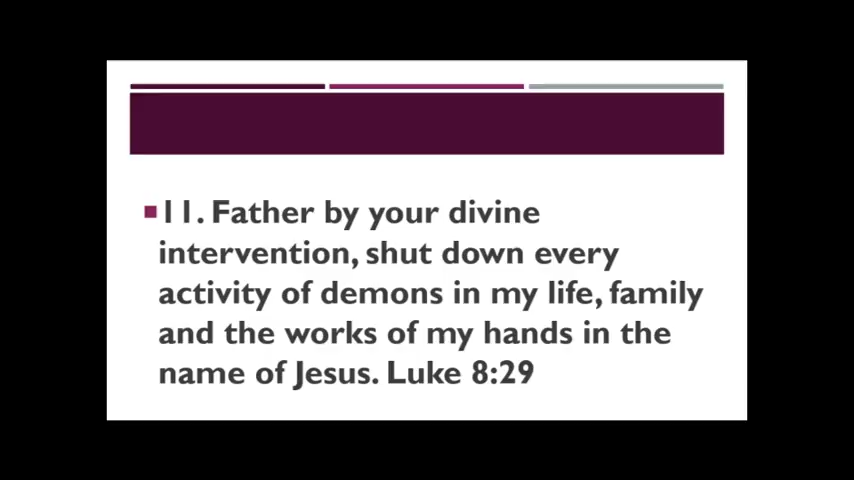 11. Father by your divine
intervention, shut down every
activity of demons in my life, family
and the works of my hands in the
name of Jesus. Luke 8:29